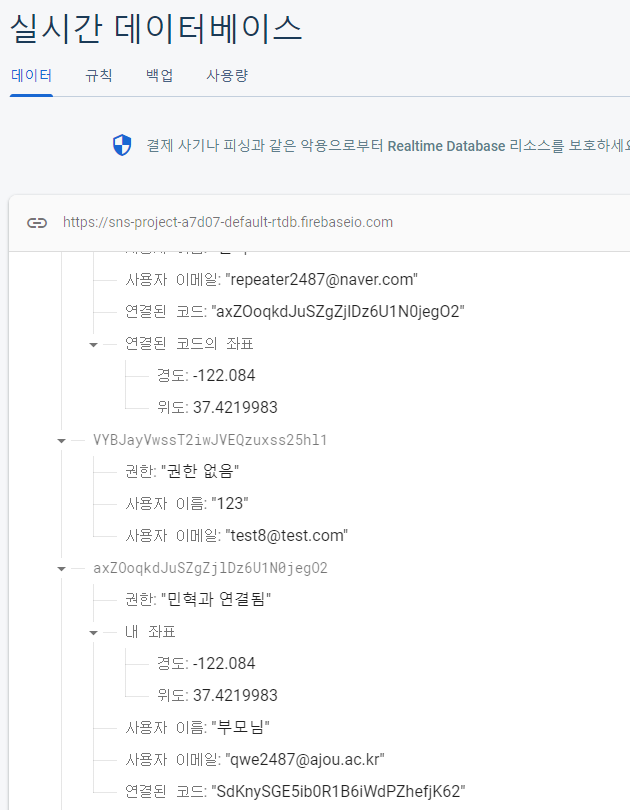 실시간 데이터베이스
데이터 규칙 백업 사용량
결제 사기나 피싱과 같은 악용으로부터 Realtime Database 리소스를 보호하세요
https://sns-project-a7d07-default-rtdb.firebaseio.com
사용자 이메일: "repeater2487@naver.com"
연결된 코드: "axZOoqkdJuSZgZjlDz6U1N0jegO2"
연결된 코드의 좌표
경도: -122.084
위도: 37.4219983
VYBJayVwssT2iwJVEQzuxss25hl1
권한: "권한 없음"
사용자 이름: "123"
사용자 이메일: "test8@test.com"
axZOoqkdJuSZgZjlDz6U1N0jegO2
권한: "민혁과 연결됨"
내 좌표
경도: -122.084
위도: 37.4219983
사용자 이름: "부모님"
사용자 이메일: "qwe2487@ajou.ac.kr"
연결된 코드: "SdKnySGE5ib0R1B6iWdPZhefjK62"